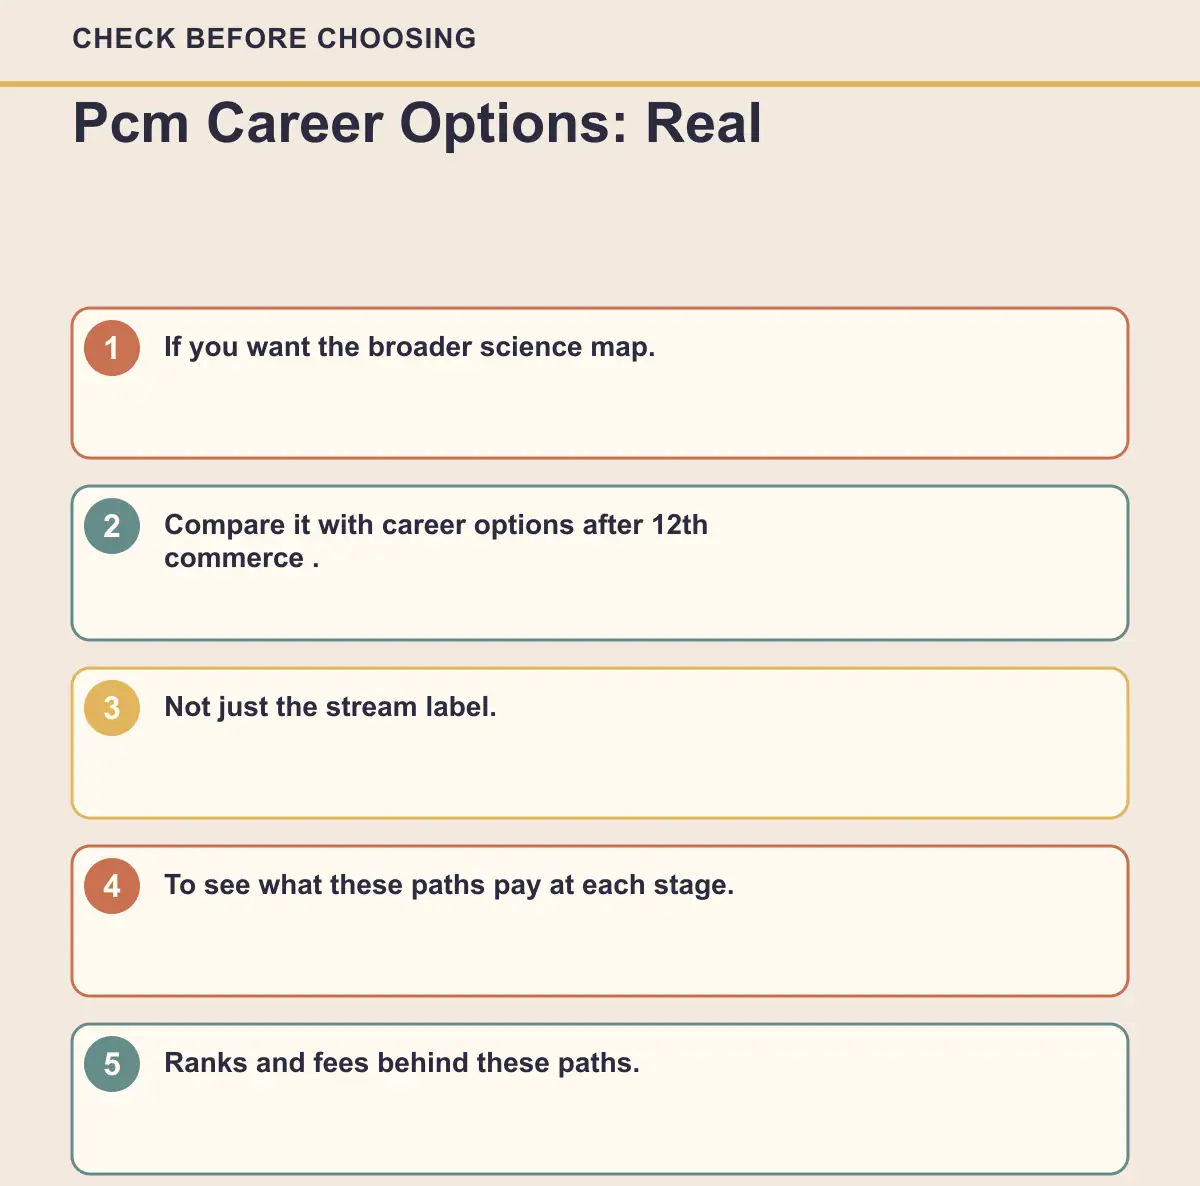 CHECK BEFORE CHOOSING
Pcm Career Options: Real
1
If you want the broader science map.
2
Compare it with career options after 12th
commerce .
3
Not just the stream label.
4
To see what these paths pay at each stage.
5
Ranks and fees behind these paths.